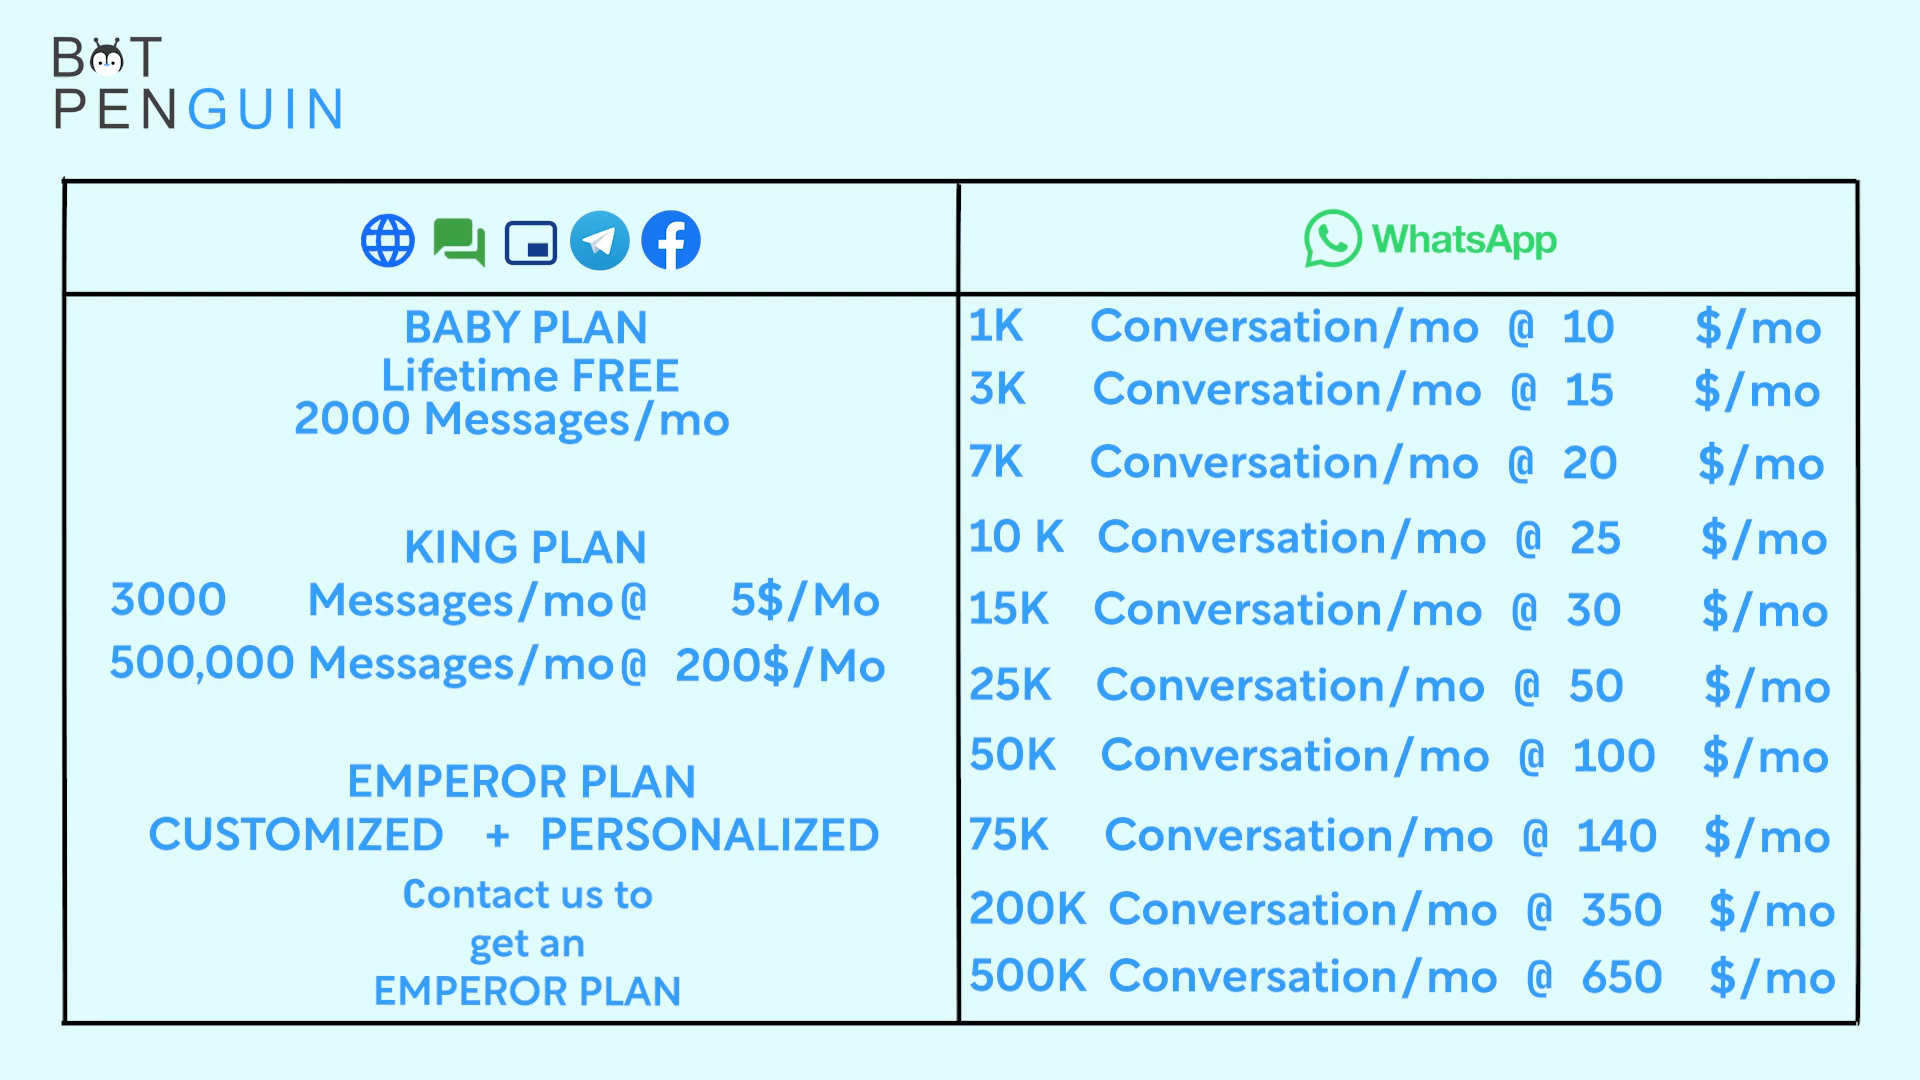 BOT
PENGUIN
WhatsApp
BABY PLAN
Lifetime FREE
2000 Messages/mo
KING PLAN
3000 Messages/mo@ 5$/Mo
500,000 Messages/mo@ 200$/Mo
EMPEROR PLAN
CUSTOMIZED + PERSONALIZED
Contact us to
get an
EMPEROR PLAN
1K Conversation/mo @ 10 $/mo
3K Conversation/mo @ 15 $/mo
7K Conversation/mo @ 20 $/mo
10 K Conversation/mo @ 25 $/mo
15K Conversation/mo @ 30 $/mo
25K Conversation/mo @ 50 $/mo
50K Conversation/mo @ 100 $/mo
75K Conversation/mo @ 140 $/mo
200K Conversation/mo @ 350 $/mo
500K Conversation/mo @ 650 $/mo